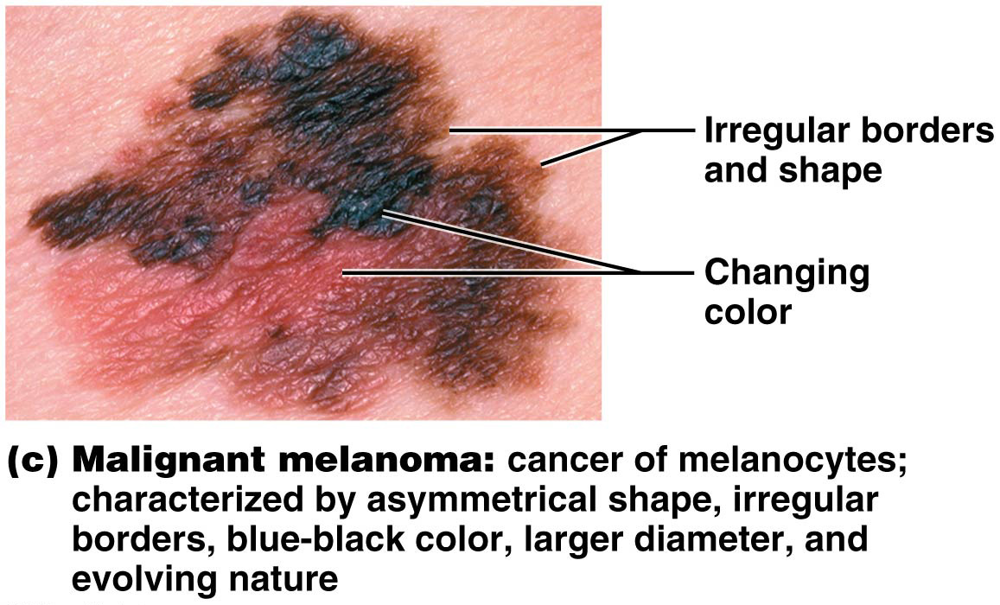 Irregular borders
and shape
Changing
color
(c) Malignant melanoma: cancer of melanocytes;
characterized by asymmetrical shape, irregular
borders, blue-black color, larger diameter, and
evolving nature